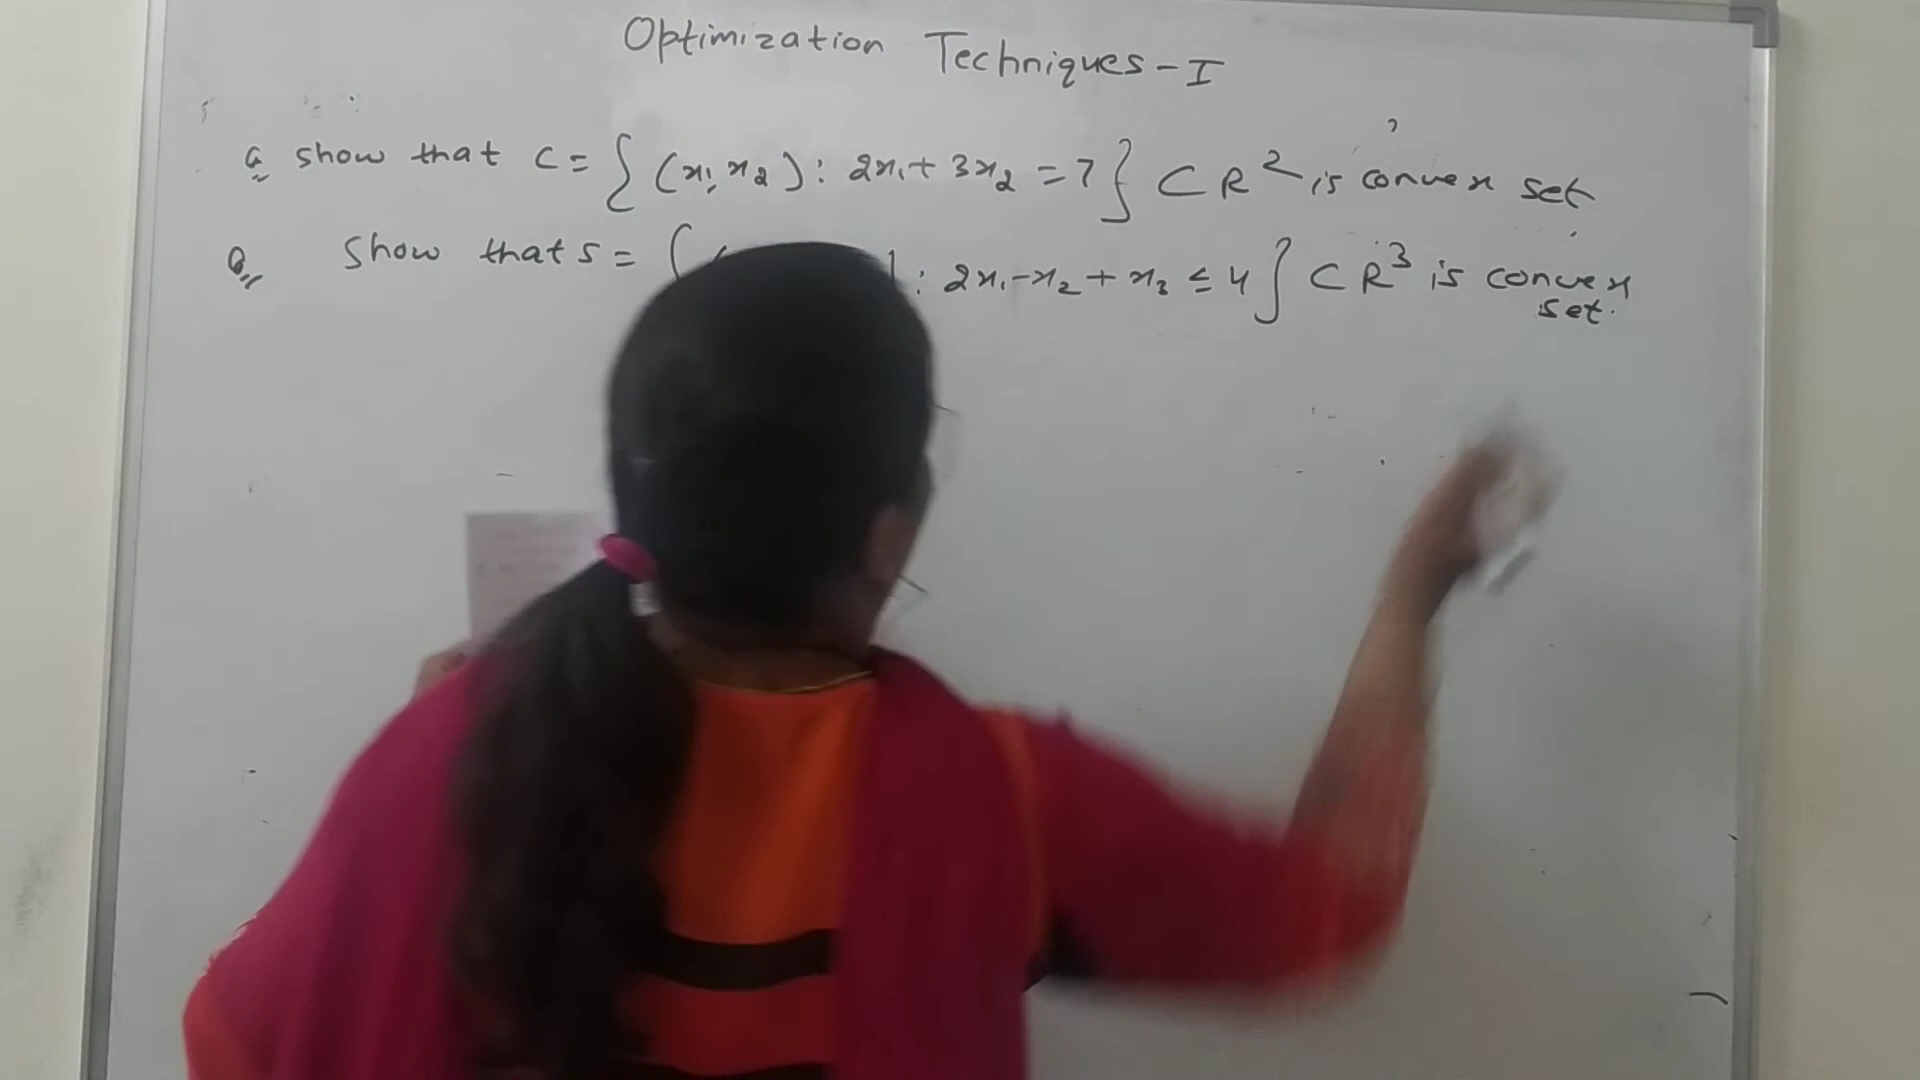 Optimization Techniques-I
Q show that C = { (x1, x2) : 2x1 + 3x2 = 7 } ⊂ R² is convex set
Q Show that S = { ( : 2x1 - x2 + x3 ≤ 4 } ⊂ R³ is convex
set.